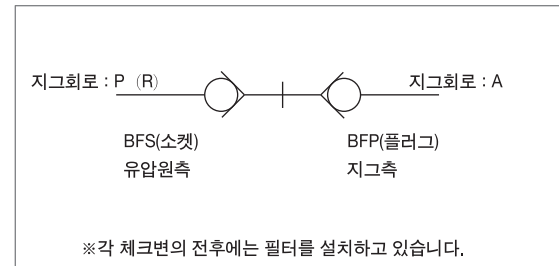 지그회로 : P (R)
지그회로 : A
BFS(소켓)
유압원측
BFP(플러그)
지그측
※각 체크변의 전후에는 필터를 설치하고 있습니다.